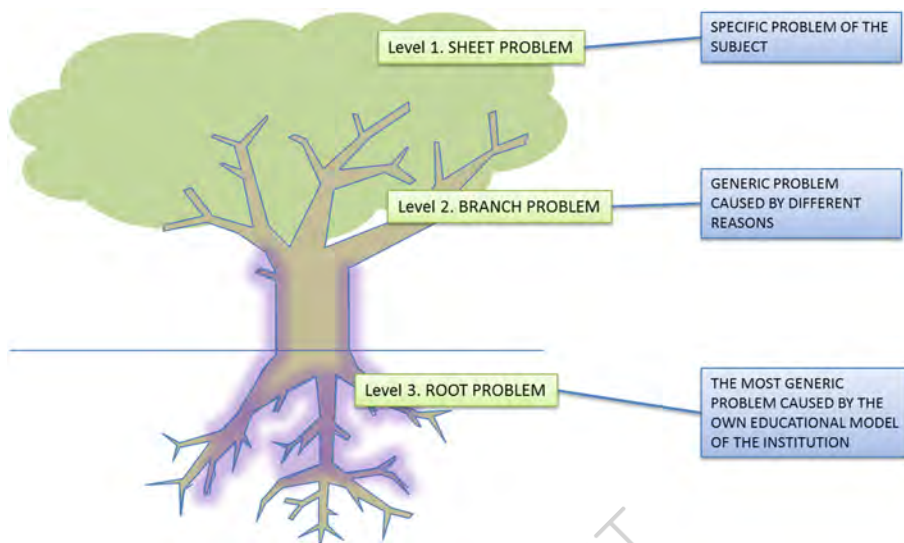 Level 1. SHEET PROBLEM
SPECIFIC PROBLEM OF THE
SUBJECT
Level 2. BRANCH PROBLEM
GENERIC PROBLEM
CAUSED BY DIFFERENT
REASONS
Level 3. ROOT PROBLEM
THE MOST GENERIC
PROBLEM CAUSED BY THE
OWN EDUCATIONAL MODEL
OF THE INSTITUTION
T